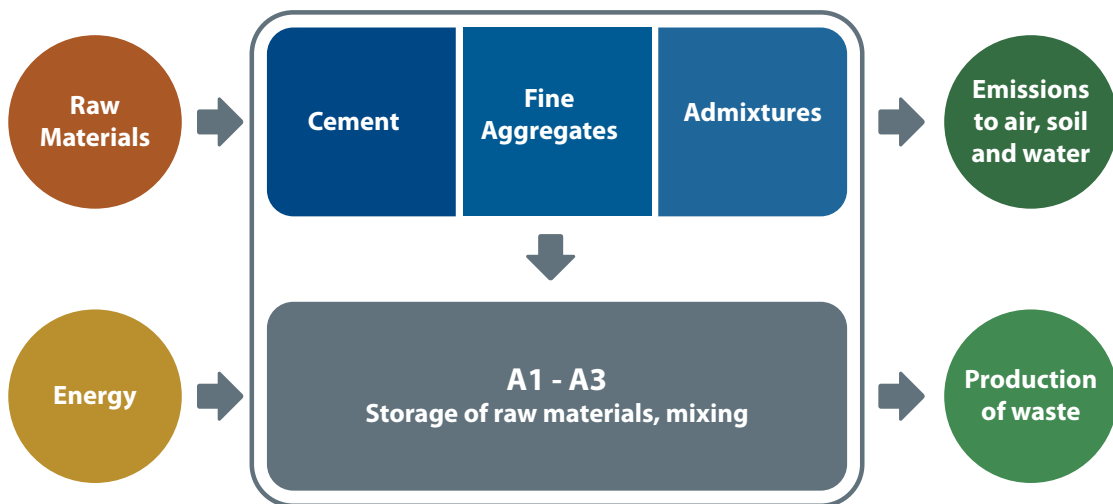 Raw
Materials
Cement
Fine
Aggregates
Admixtures
Emissions
to air, soil
and water
Energy
A1 - A3
Storage of raw materials, mixing
Production
of waste